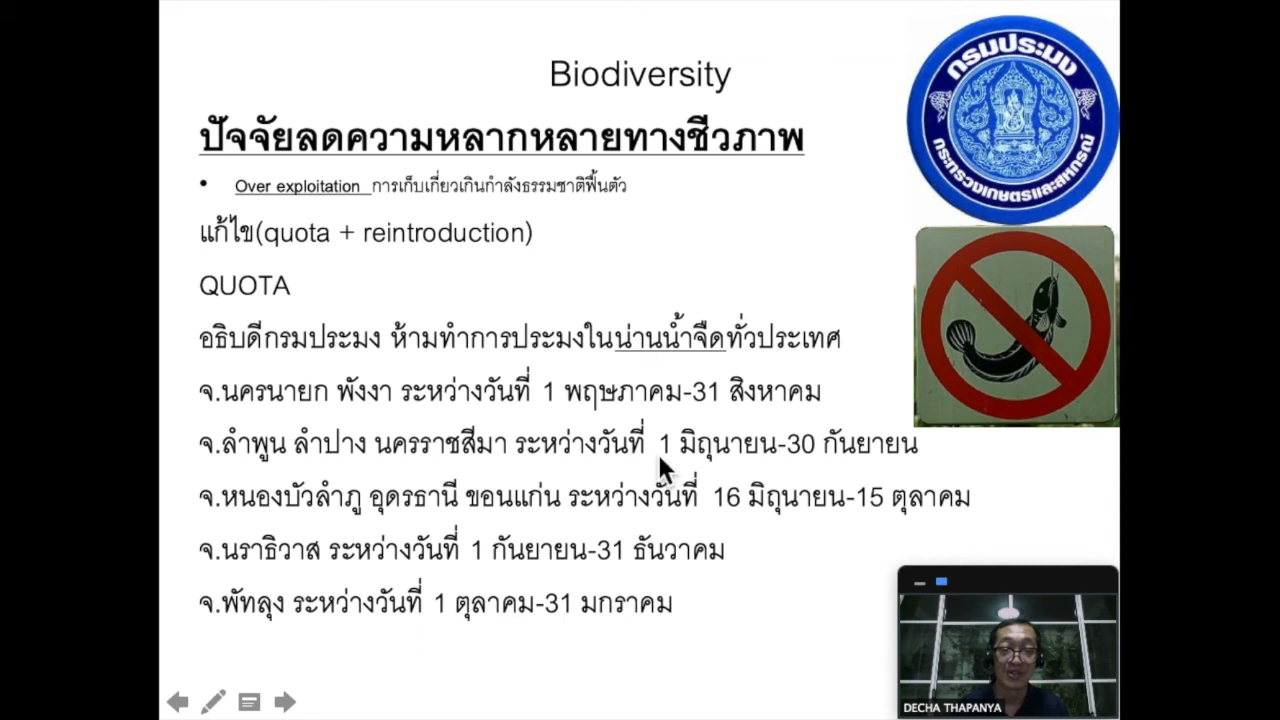 Biodiversity
ปัจจัยลดความหลากหลายทางชีวภาพ
• Over exploitation การเก็บเกี่ยวเกินกำลังธรรมชาติฟื้นตัว
แก้ไข(quota + reintroduction)
QUOTA
อธิบดีกรมประมง ห้ามทำการประมงในน่านน้ำจืดทั่วประเทศ
จ.นครนายก พังงา ระหว่างวันที่ 1 พฤษภาคม-31 สิงหาคม
จ.ลำพูน ลำปาง นครราชสีมา ระหว่างวันที่ 1 มิถุนายน-30 กันยายน
จ.หนองบัวลำภู อุดรธานี ขอนแก่น ระหว่างวันที่ 16 มิถุนายน-15 ตุลาคม
จ.นราธิวาส ระหว่างวันที่ 1 กันยายน-31 ธันวาคม
จ.พัทลุง ระหว่างวันที่ 1 ตุลาคม-31 มกราคม
กรมประมง
กระทรวงเกษตรและสหกรณ์
DECHA THAPANYA